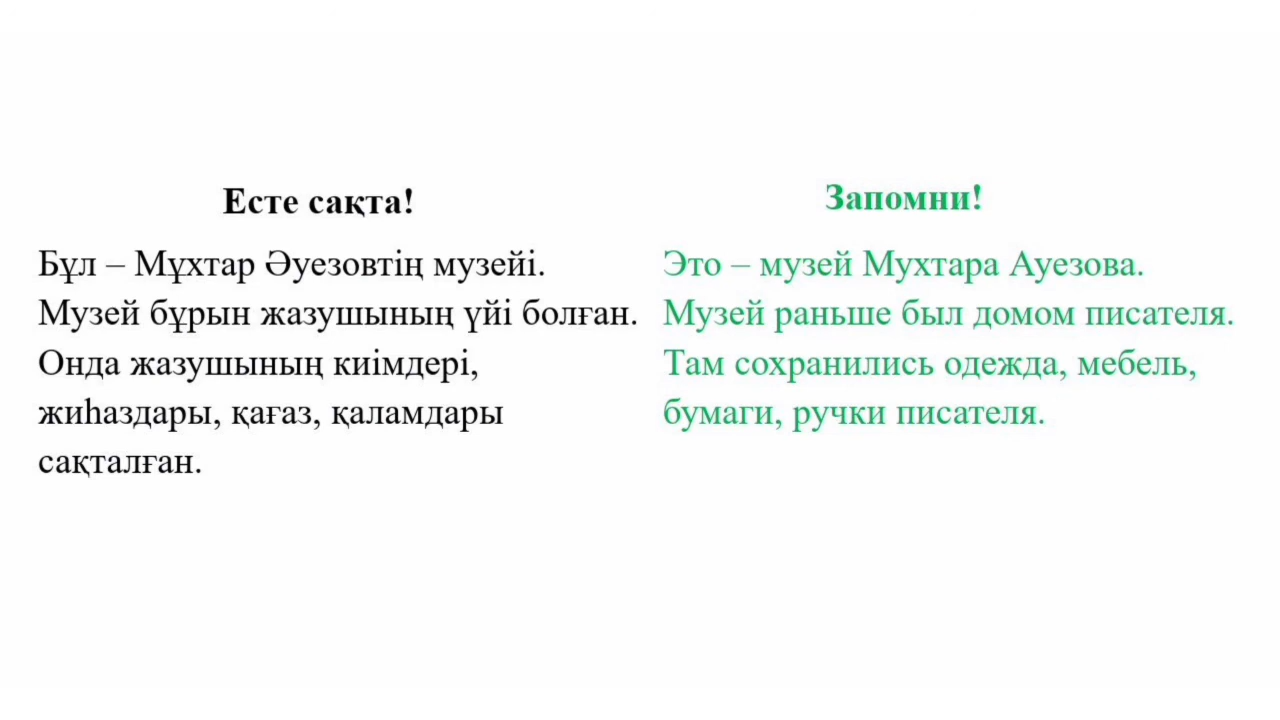 Есте сақта!
Бұл – Мұхтар Әуезовтің музейі.
Музей бұрын жазушының үйі болған.
Онда жазушының киімдері,
жиһаздары, қағаз, қаламдары
сақталған.
Запомни!
Это – музей Мухтара Ауезова.
Музей раньше был домом писателя.
Там сохранились одежда, мебель,
бумаги, ручки писателя.